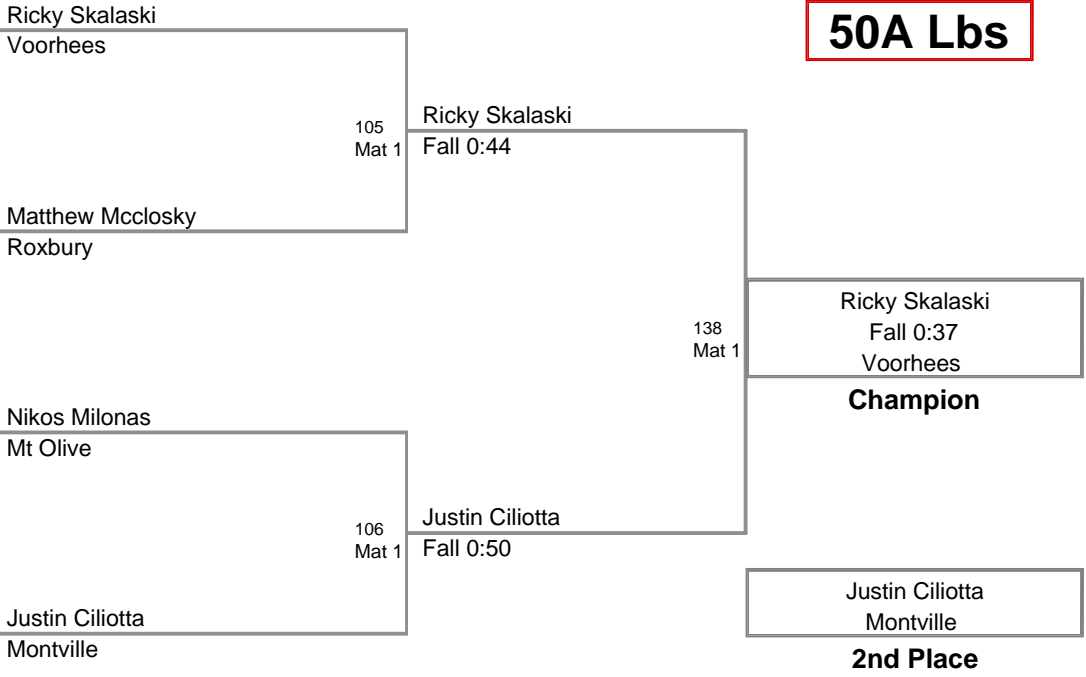 Ricky Skalaski
Voorhees
50A Lbs
105
Mat 1
Ricky Skalaski
Fall 0:44
Matthew Mcclosky
Roxbury
138
Mat 1
Ricky Skalaski
Fall 0:37
Voorhees
Champion
Nikos Milonas
Mt Olive
106
Mat 1
Justin Ciliotta
Fall 0:50
Justin Ciliotta
Montville
Justin Ciliotta
Montville
2nd Place